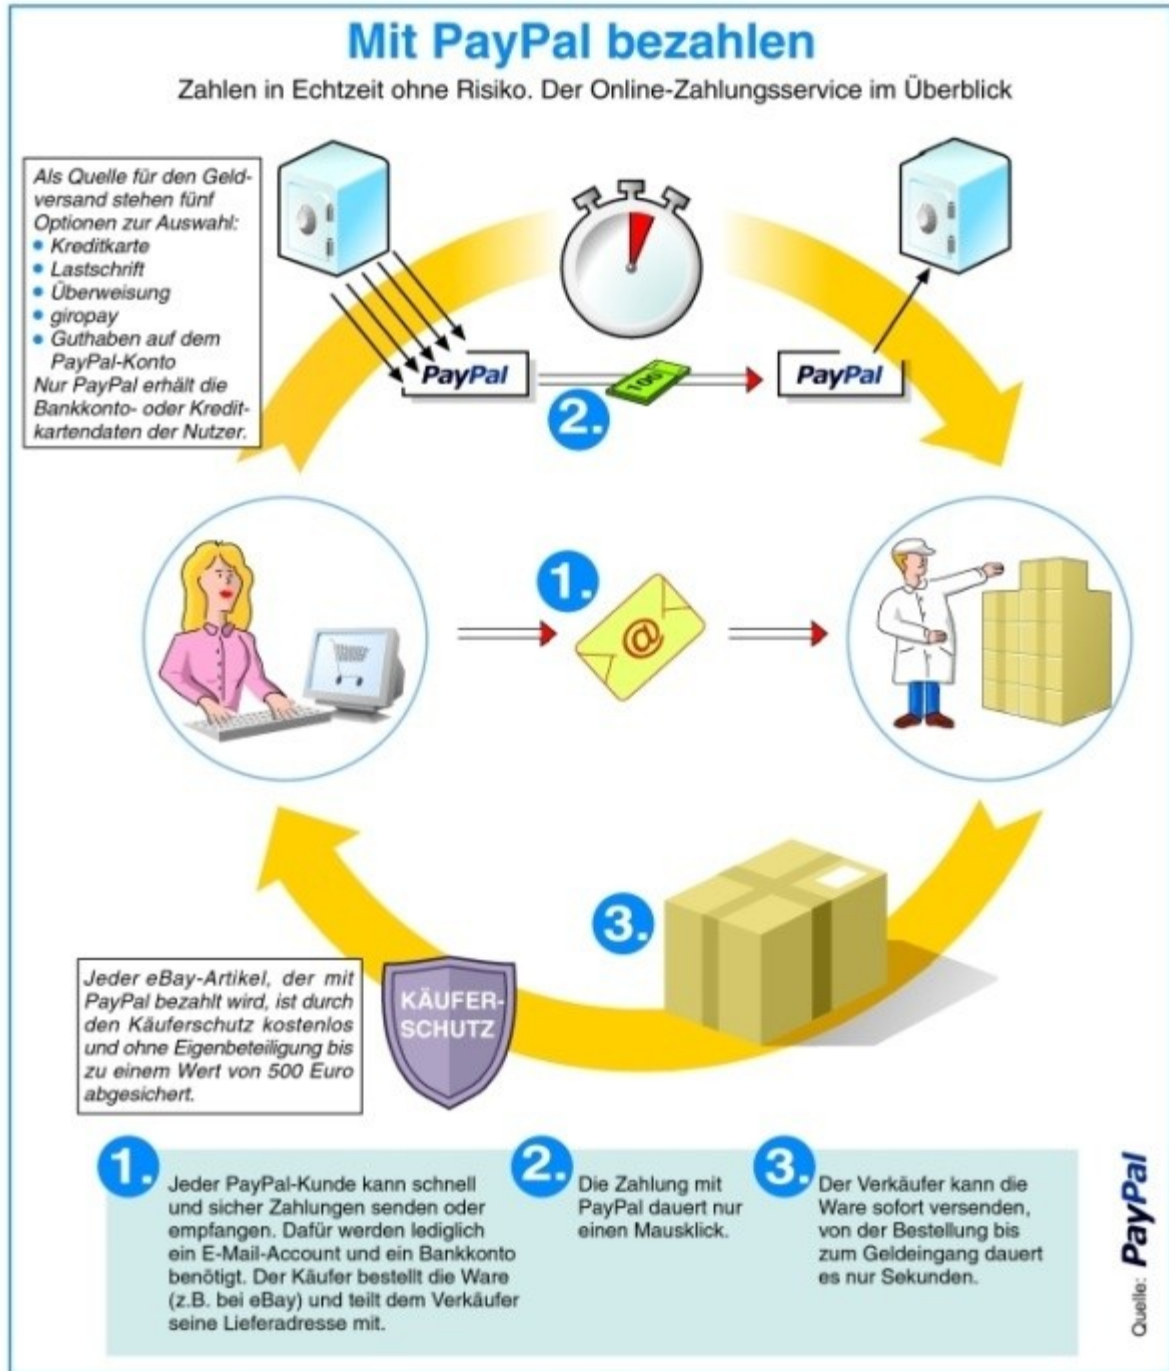 Mit PayPal bezahlen
Zahlen in Echtzeit ohne Risiko. Der Online-Zahlungsservice im Überblick
Als Quelle für den Geld-
versand stehen fünf
Optionen zur Auswahl:
• Kreditkarte
• Lastschrift
• Überweisung
• giropay
• Guthaben auf dem
PayPal-Konto
Nur PayPal erhält die
Bankkonto- oder Kredit-
kartendaten der Nutzer.
PayPal
100
PayPal
2.
1.
@
3.
Jeder eBay-Artikel, der mit
PayPal bezahlt wird, ist durch
den Käuferschutz kostenlos
und ohne Eigenbeteiligung bis
zu einem Wert von 500 Euro
abgesichert.
KÄUFER-
SCHUTZ
1.
Jeder PayPal-Kunde kann schnell
und sicher Zahlungen senden oder
empfangen. Dafür werden lediglich
ein E-Mail-Account und ein Bankkonto
benötigt. Der Käufer bestellt die Ware
(z.B. bei eBay) und teilt dem Verkäufer
seine Lieferadresse mit.
2.
Die Zahlung mit
PayPal dauert nur
einen Mausklick.
3.
Der Verkäufer kann die
Ware sofort versenden,
von der Bestellung bis
zum Geldeingang dauert
es nur Sekunden.
Quelle: PayPal